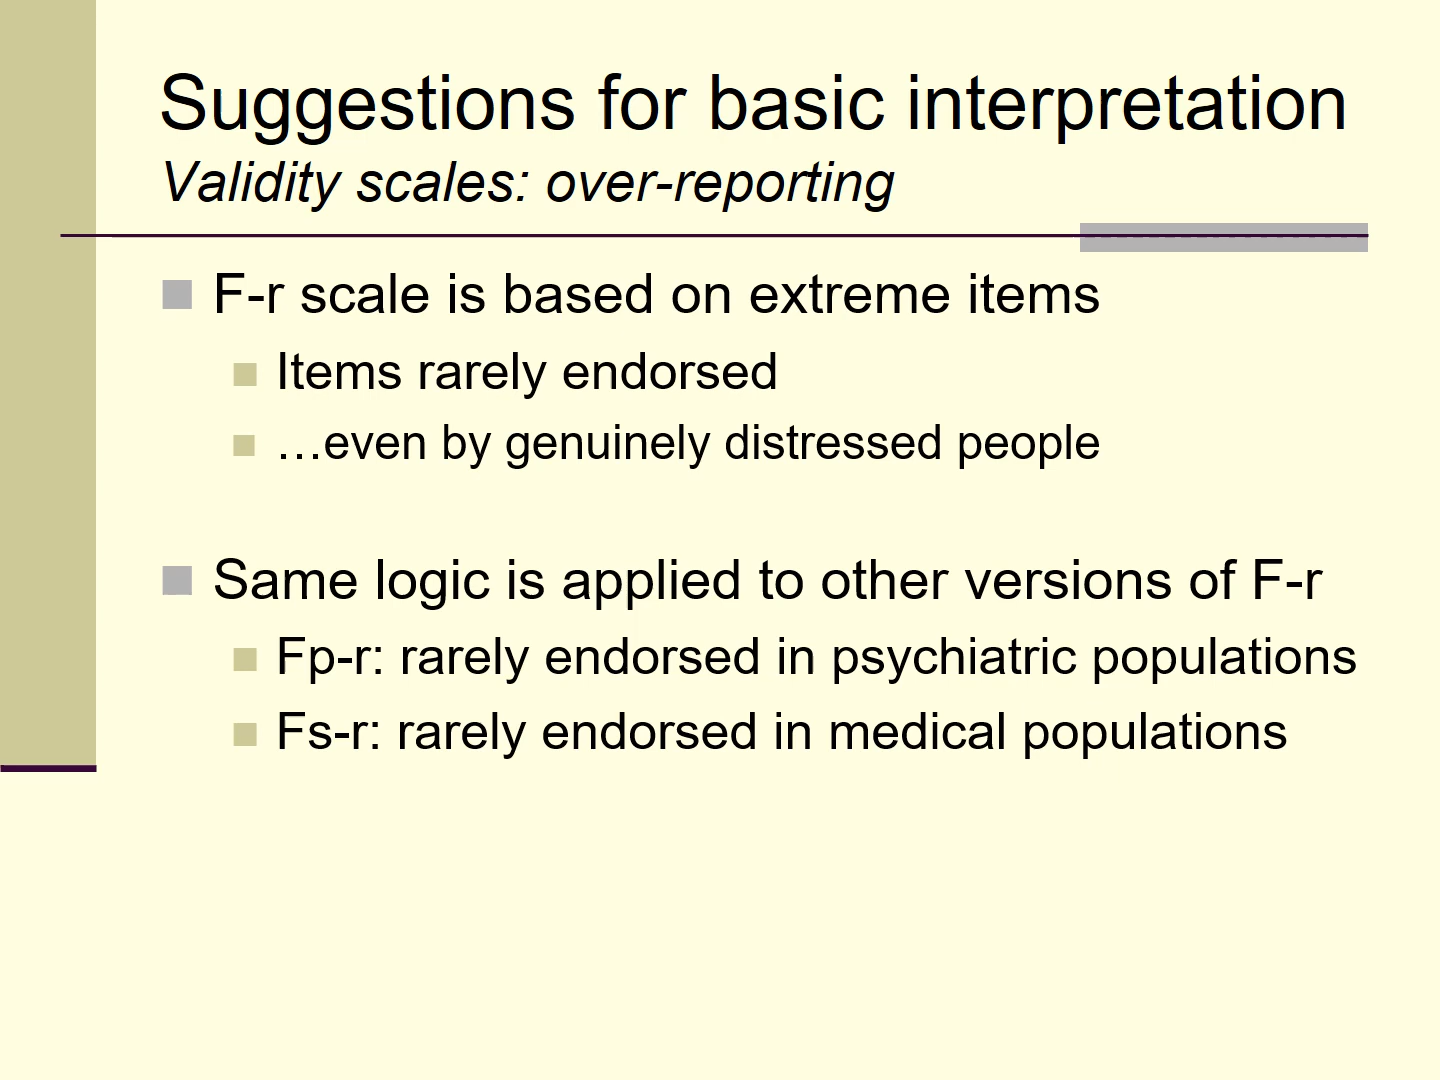 Suggestions for basic interpretation
Validity scales: over-reporting
F-r scale is based on extreme items
Items rarely endorsed
…even by genuinely distressed people
Same logic is applied to other versions of F-r
Fp-r: rarely endorsed in psychiatric populations
Fs-r: rarely endorsed in medical populations